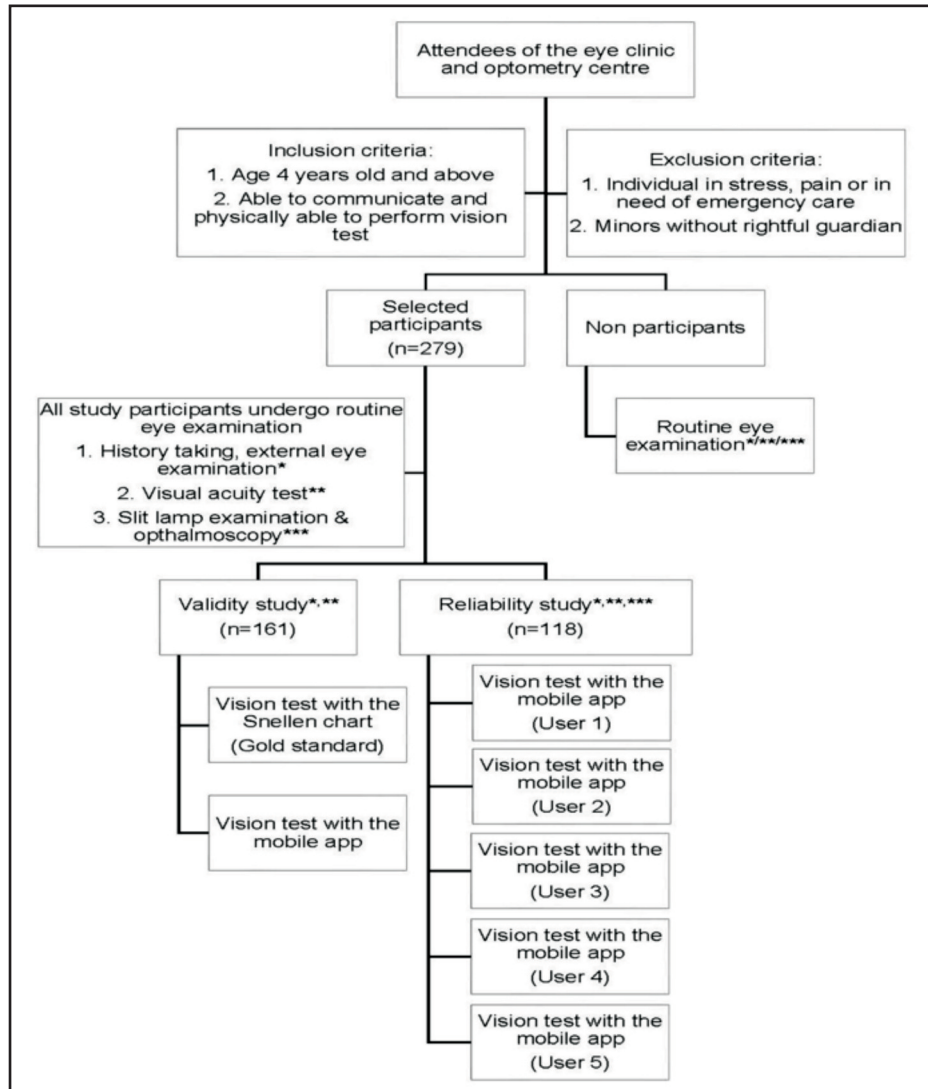 Attendees of the eye clinic
and optometry centre
Inclusion criteria:
1. Age 4 years old and above
2. Able to communicate and
physically able to perform vision
test
Exclusion criteria:
1. Individual in stress, pain or in
need of emergency care
2. Minors without rightful guardian
Selected
participants
(n=279)
Non participants
All study participants undergo routine
eye examination
1. History taking, external eye
examination*
2. Visual acuity test**
3. Slit lamp examination &
opthalmoscopy***
Routine eye
examination*/**/***
Validity study*,**
(n=161)
Reliability study*,**,***
(n=118)
Vision test with the
Snellen chart
(Gold standard)
Vision test with the
mobile app
Vision test with the
mobile app
(User 1)
Vision test with the
mobile app
(User 2)
Vision test with the
mobile app
(User 3)
Vision test with the
mobile app
(User 4)
Vision test with the
mobile app
(User 5)